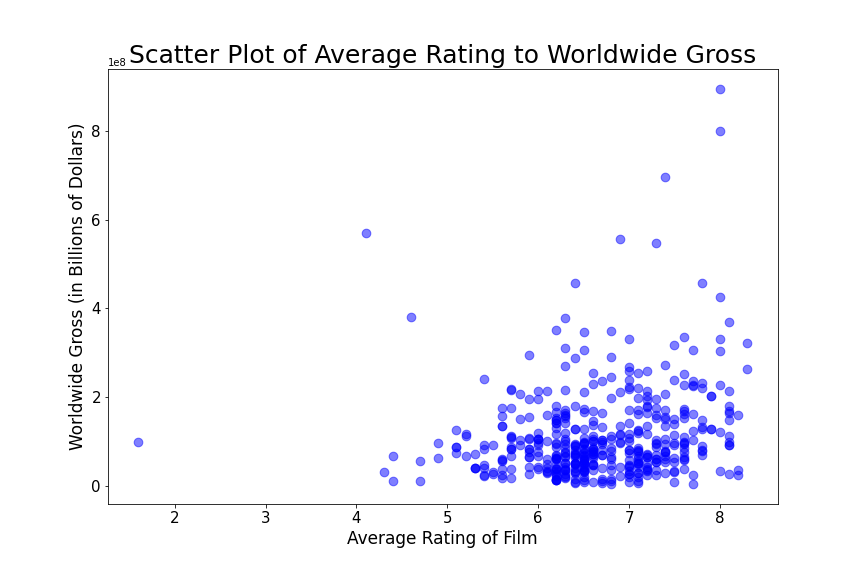 Scatter Plot of Average Rating to Worldwide Gross
1e8
8
6
4
2
0
Worldwide Gross (in Billions of Dollars)
2 3 4 5 6 7 8
Average Rating of Film